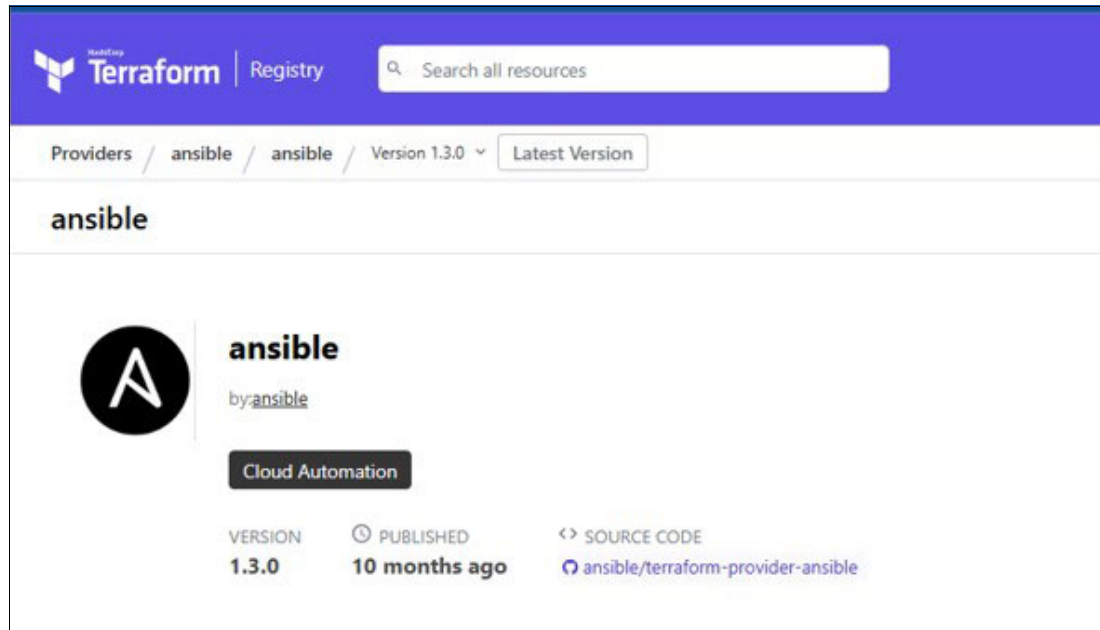 HashiCorp
Terraform Registry Search all resources
Providers / ansible / ansible / Version 1.3.0 Latest Version
ansible
ansible
by:ansible
Cloud Automation
VERSION PUBLISHED <> SOURCE CODE
1.3.0 10 months ago ansible/terraform-provider-ansible